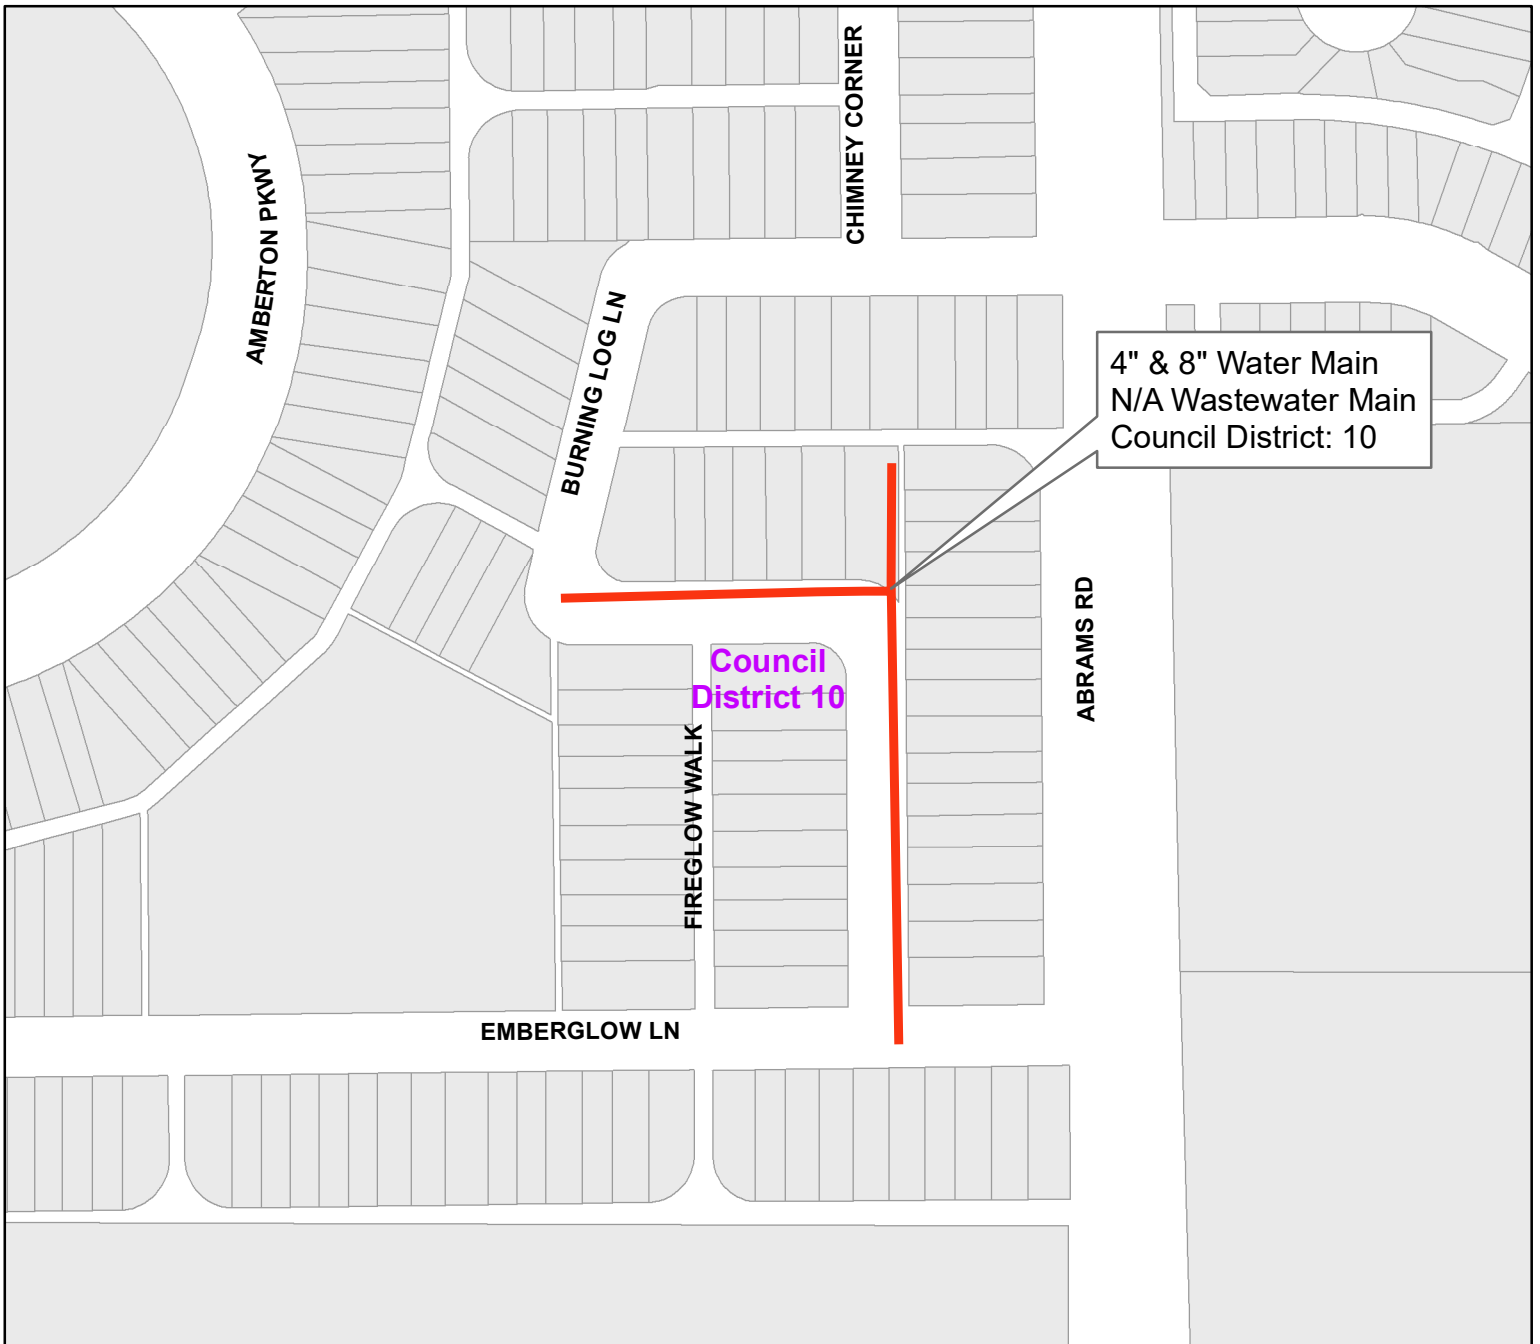 CHIMNEY CORNER
AMBERTON PKWY
BURNING LOG LN
4" & 8" Water Main
N/A Wastewater Main
Council District: 10
ABRAMS RD
Council
District 10
FIREGLOW WALK
EMBERGLOW LN